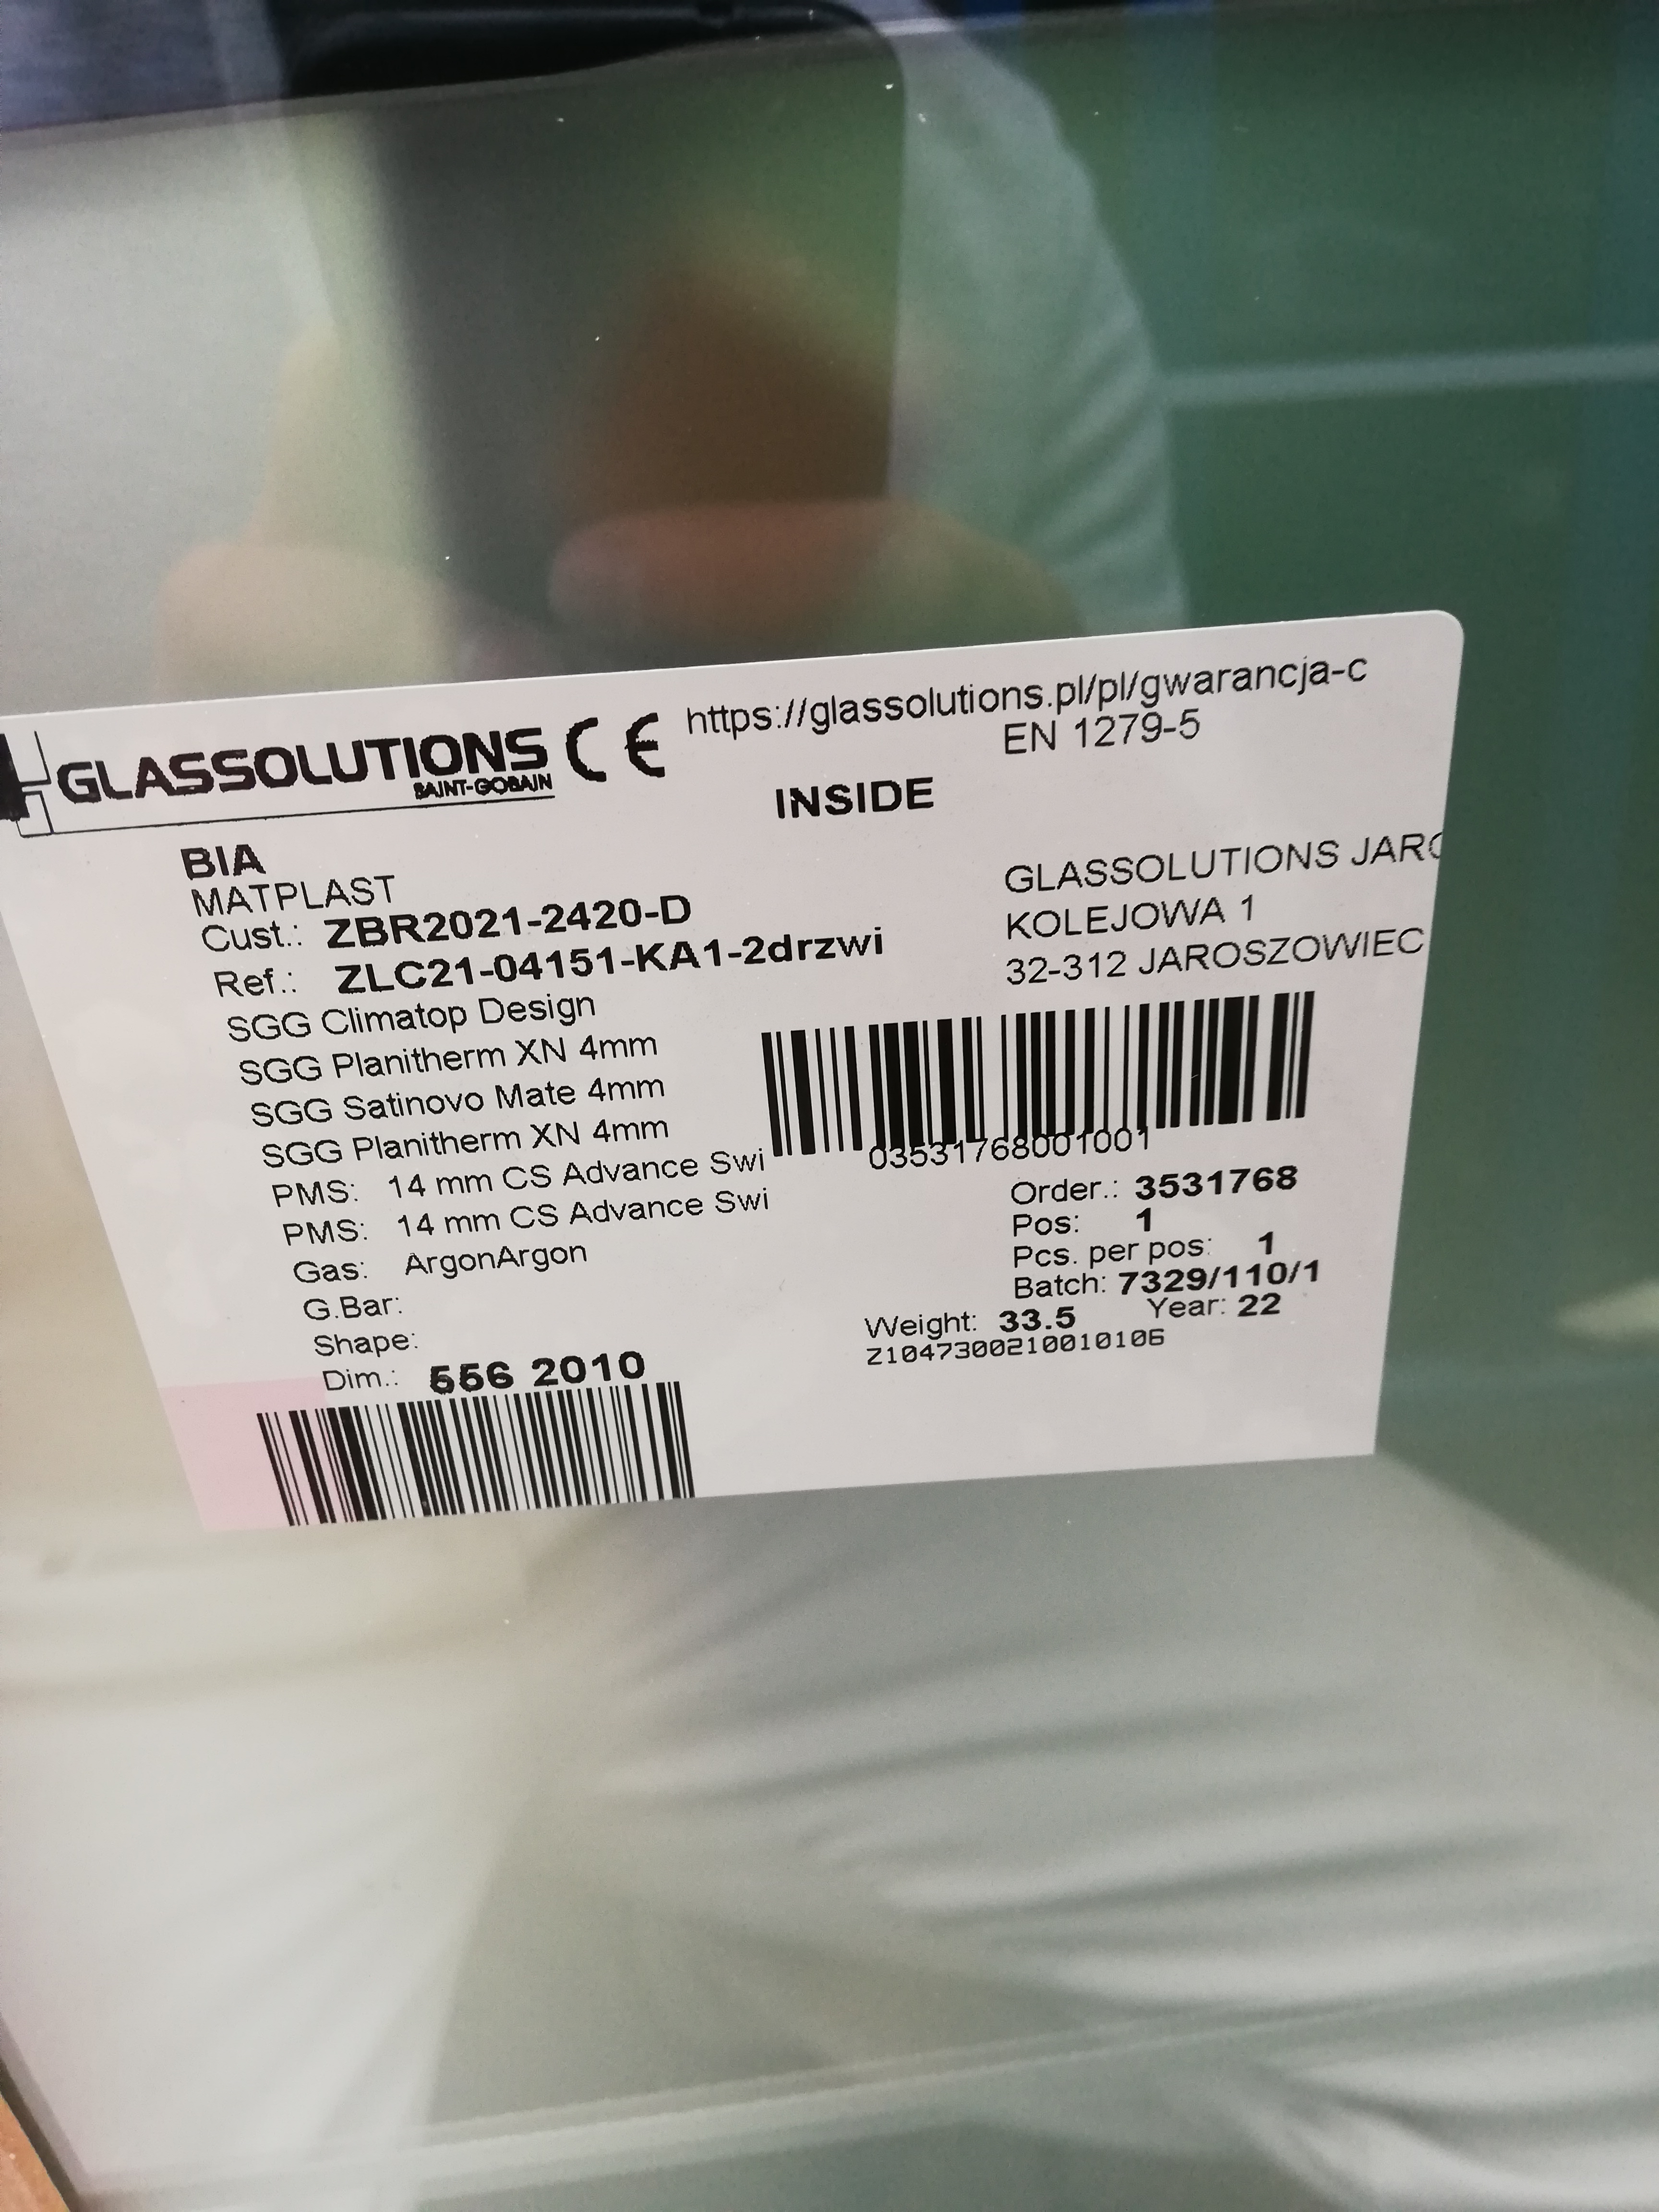 GLASSOLUTIONS
SAINT-GOBAIN
CE
https://glassolutions.pl/pl/gwarancja-c
EN 1279-5
INSIDE
BIA
MATPLAST
Cust.: ZBR2021-2420-D
Ref.: ZLC21-04151-KA1-2drzwi
SGG Climatop Design
SGG Planitherm XN 4mm
SGG Satinovo Mate 4mm
SGG Planitherm XN 4mm
PMS: 14 mm CS Advance Swi
PMS: 14 mm CS Advance Swi
Gas: ArgonArgon
G.Bar:
Shape:
Dim.: 556 2010
GLASSOLUTIONS JARO
KOLEJOWA 1
32-312 JAROSZOWIEC
03531768001001
Order.: 3531768
Pos: 1
Pcs. per pos: 1
Batch: 7329/110/1
Weight: 33.5 Year: 22
Z1047300210010106